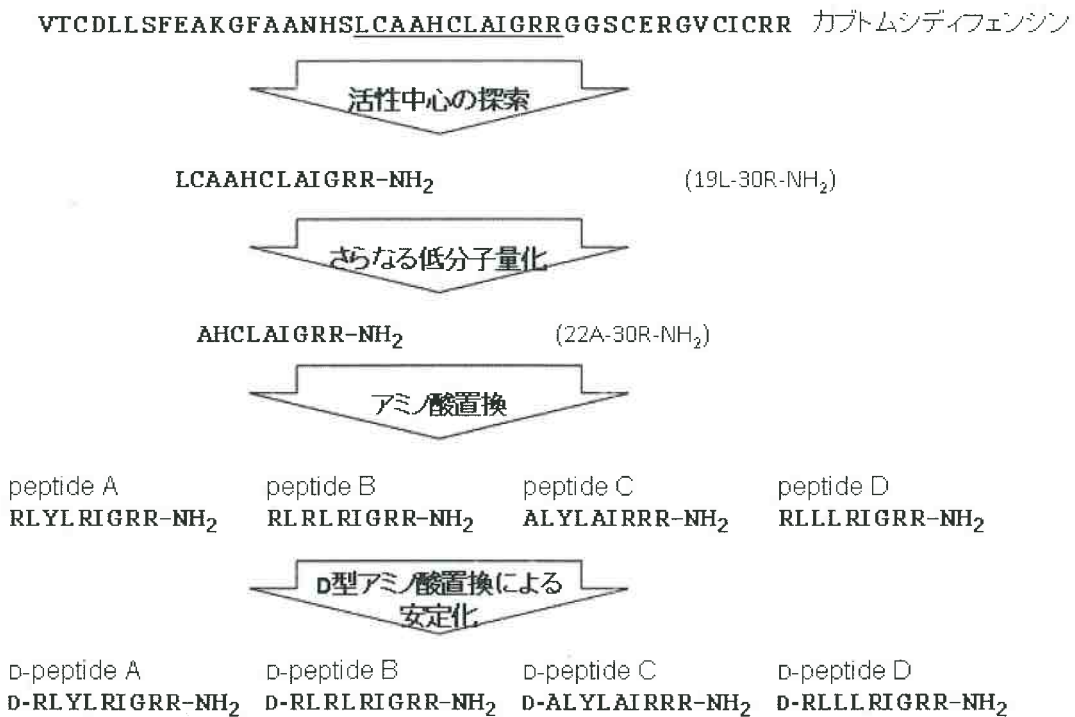 VTCDLLSFEAKGFAANHSLCAAHCLAIGRRGGSCERGVCICRR カブトムシディフェンシン
活性中心の探索
LCAAHCLAIGRR-NH2 (19L-30R-NH2)
さらなる低分子量化
AHCLAIGRR-NH2 (22A-30R-NH2)
アミノ酸置換
peptide A peptide B peptide C peptide D
RLYLRIGRR-NH2 RLRLRIGRR-NH2 ALYLAIRRR-NH2 RLLLRIGRR-NH2
D型アミノ酸置換による
安定化
D-peptide A D-peptide B D-peptide C D-peptide D
D-RLYLRIGRR-NH2 D-RLRLRIGRR-NH2 D-ALYLAIRRR-NH2 D-RLLLRIGRR-NH2